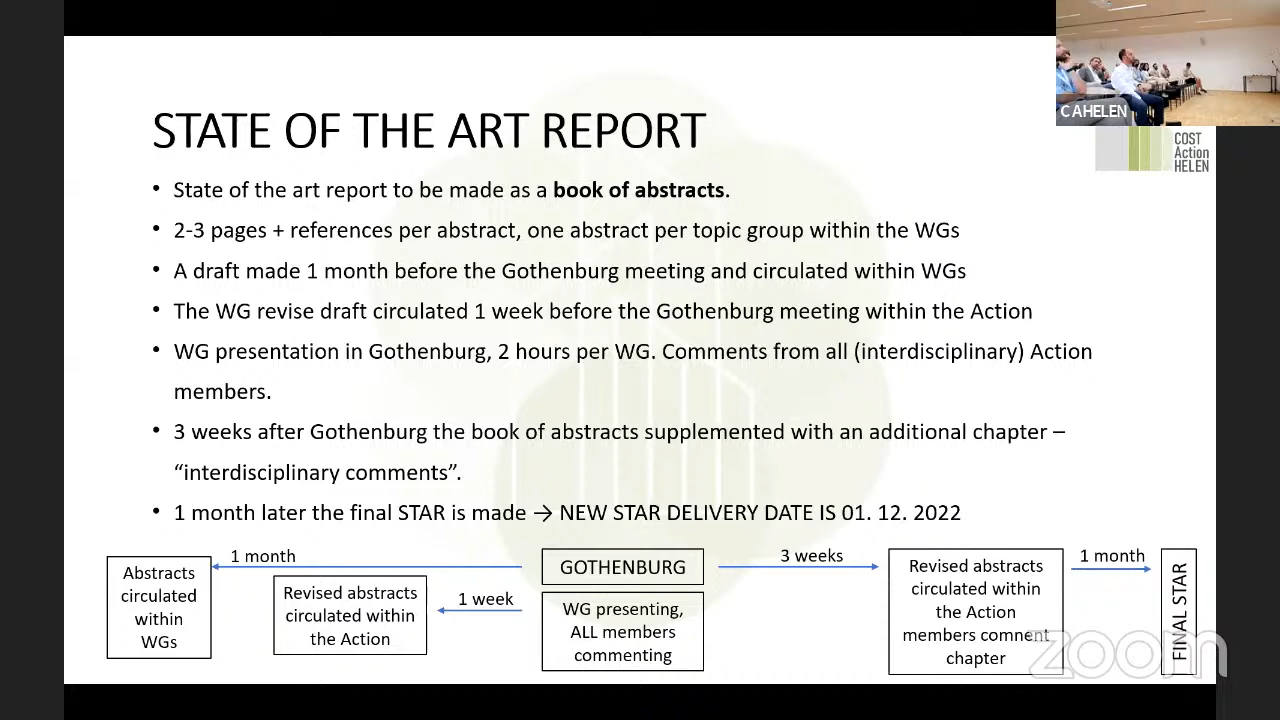 CAHELEN
COST
Action
HELEN
STATE OF THE ART REPORT
• State of the art report to be made as a book of abstracts.
• 2-3 pages + references per abstract, one abstract per topic group within the WGs
• A draft made 1 month before the Gothenburg meeting and circulated within WGs
• The WG revise draft circulated 1 week before the Gothenburg meeting within the Action
• WG presentation in Gothenburg, 2 hours per WG. Comments from all (interdisciplinary) Action
members.
• 3 weeks after Gothenburg the book of abstracts supplemented with an additional chapter –
“interdisciplinary comments”.
• 1 month later the final STAR is made → NEW STAR DELIVERY DATE IS 01. 12. 2022
Abstracts
circulated
within
WGs
1 month
Revised abstracts
circulated within
the Action
1 week
GOTHENBURG
WG presenting,
ALL members
commenting
3 weeks
Revised abstracts
circulated within
the Action
members comment
chapter
1 month
FINAL STAR
zoom